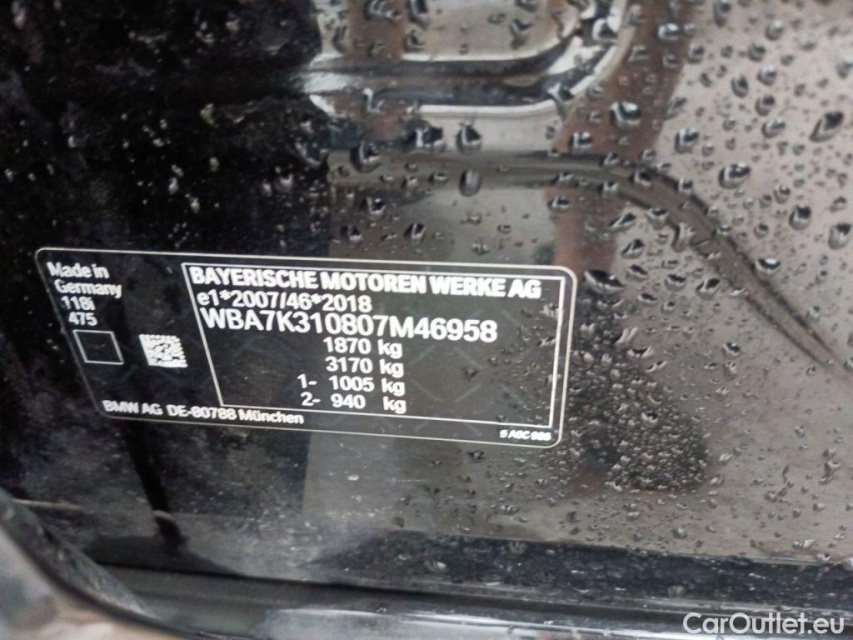 Made in
Germany
118i
475
BAYERISCHE MOTOREN WERKE AG
e1*2007/46*2018
WBA7K310807M46958
1870 kg
3170 kg
1- 1005 kg
2- 940 kg
BMW AG DE-80788 München
CarOutlet.eu